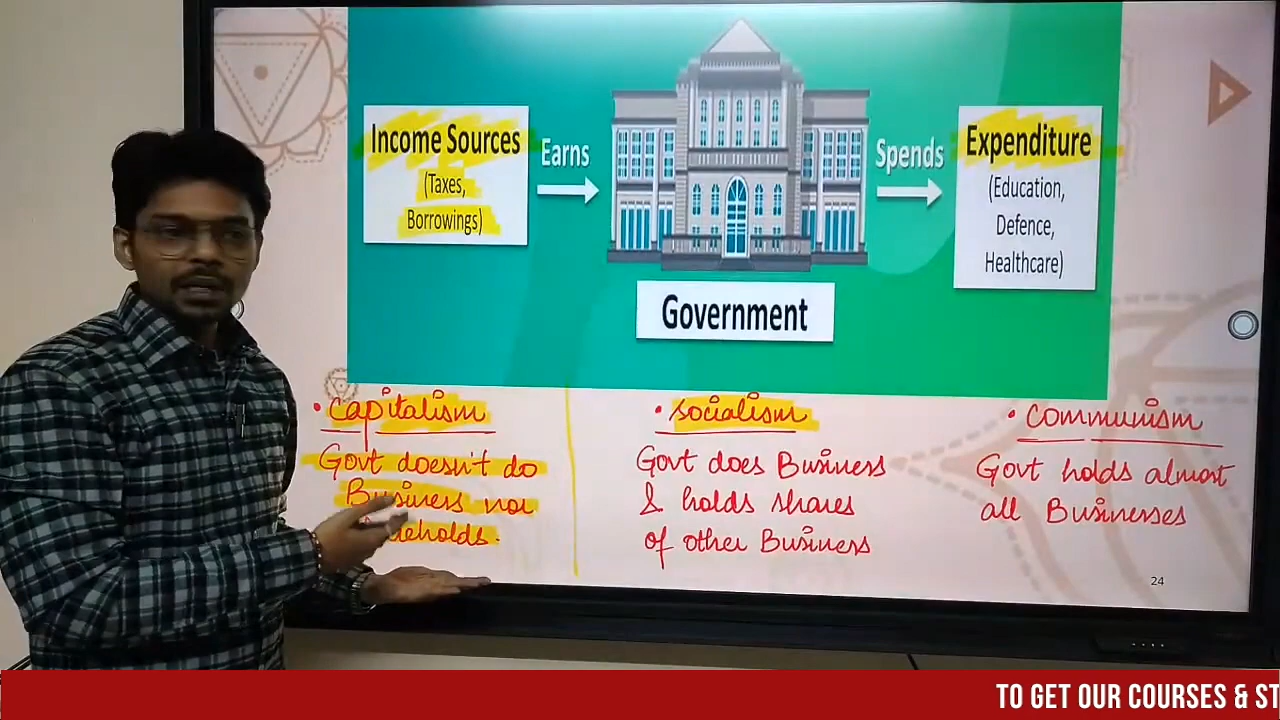 Income Sources
(Taxes,
Borrowings)
Earns
Government
Spends
Expenditure
(Education,
Defence,
Healthcare)
• Capitalism
Govt doesn't do
Business nor
• Socialism
Govt does Business
& holds shares
of other Business
• Communism
Govt holds almost
all Businesses
24
TO GET OUR COURSES & ST